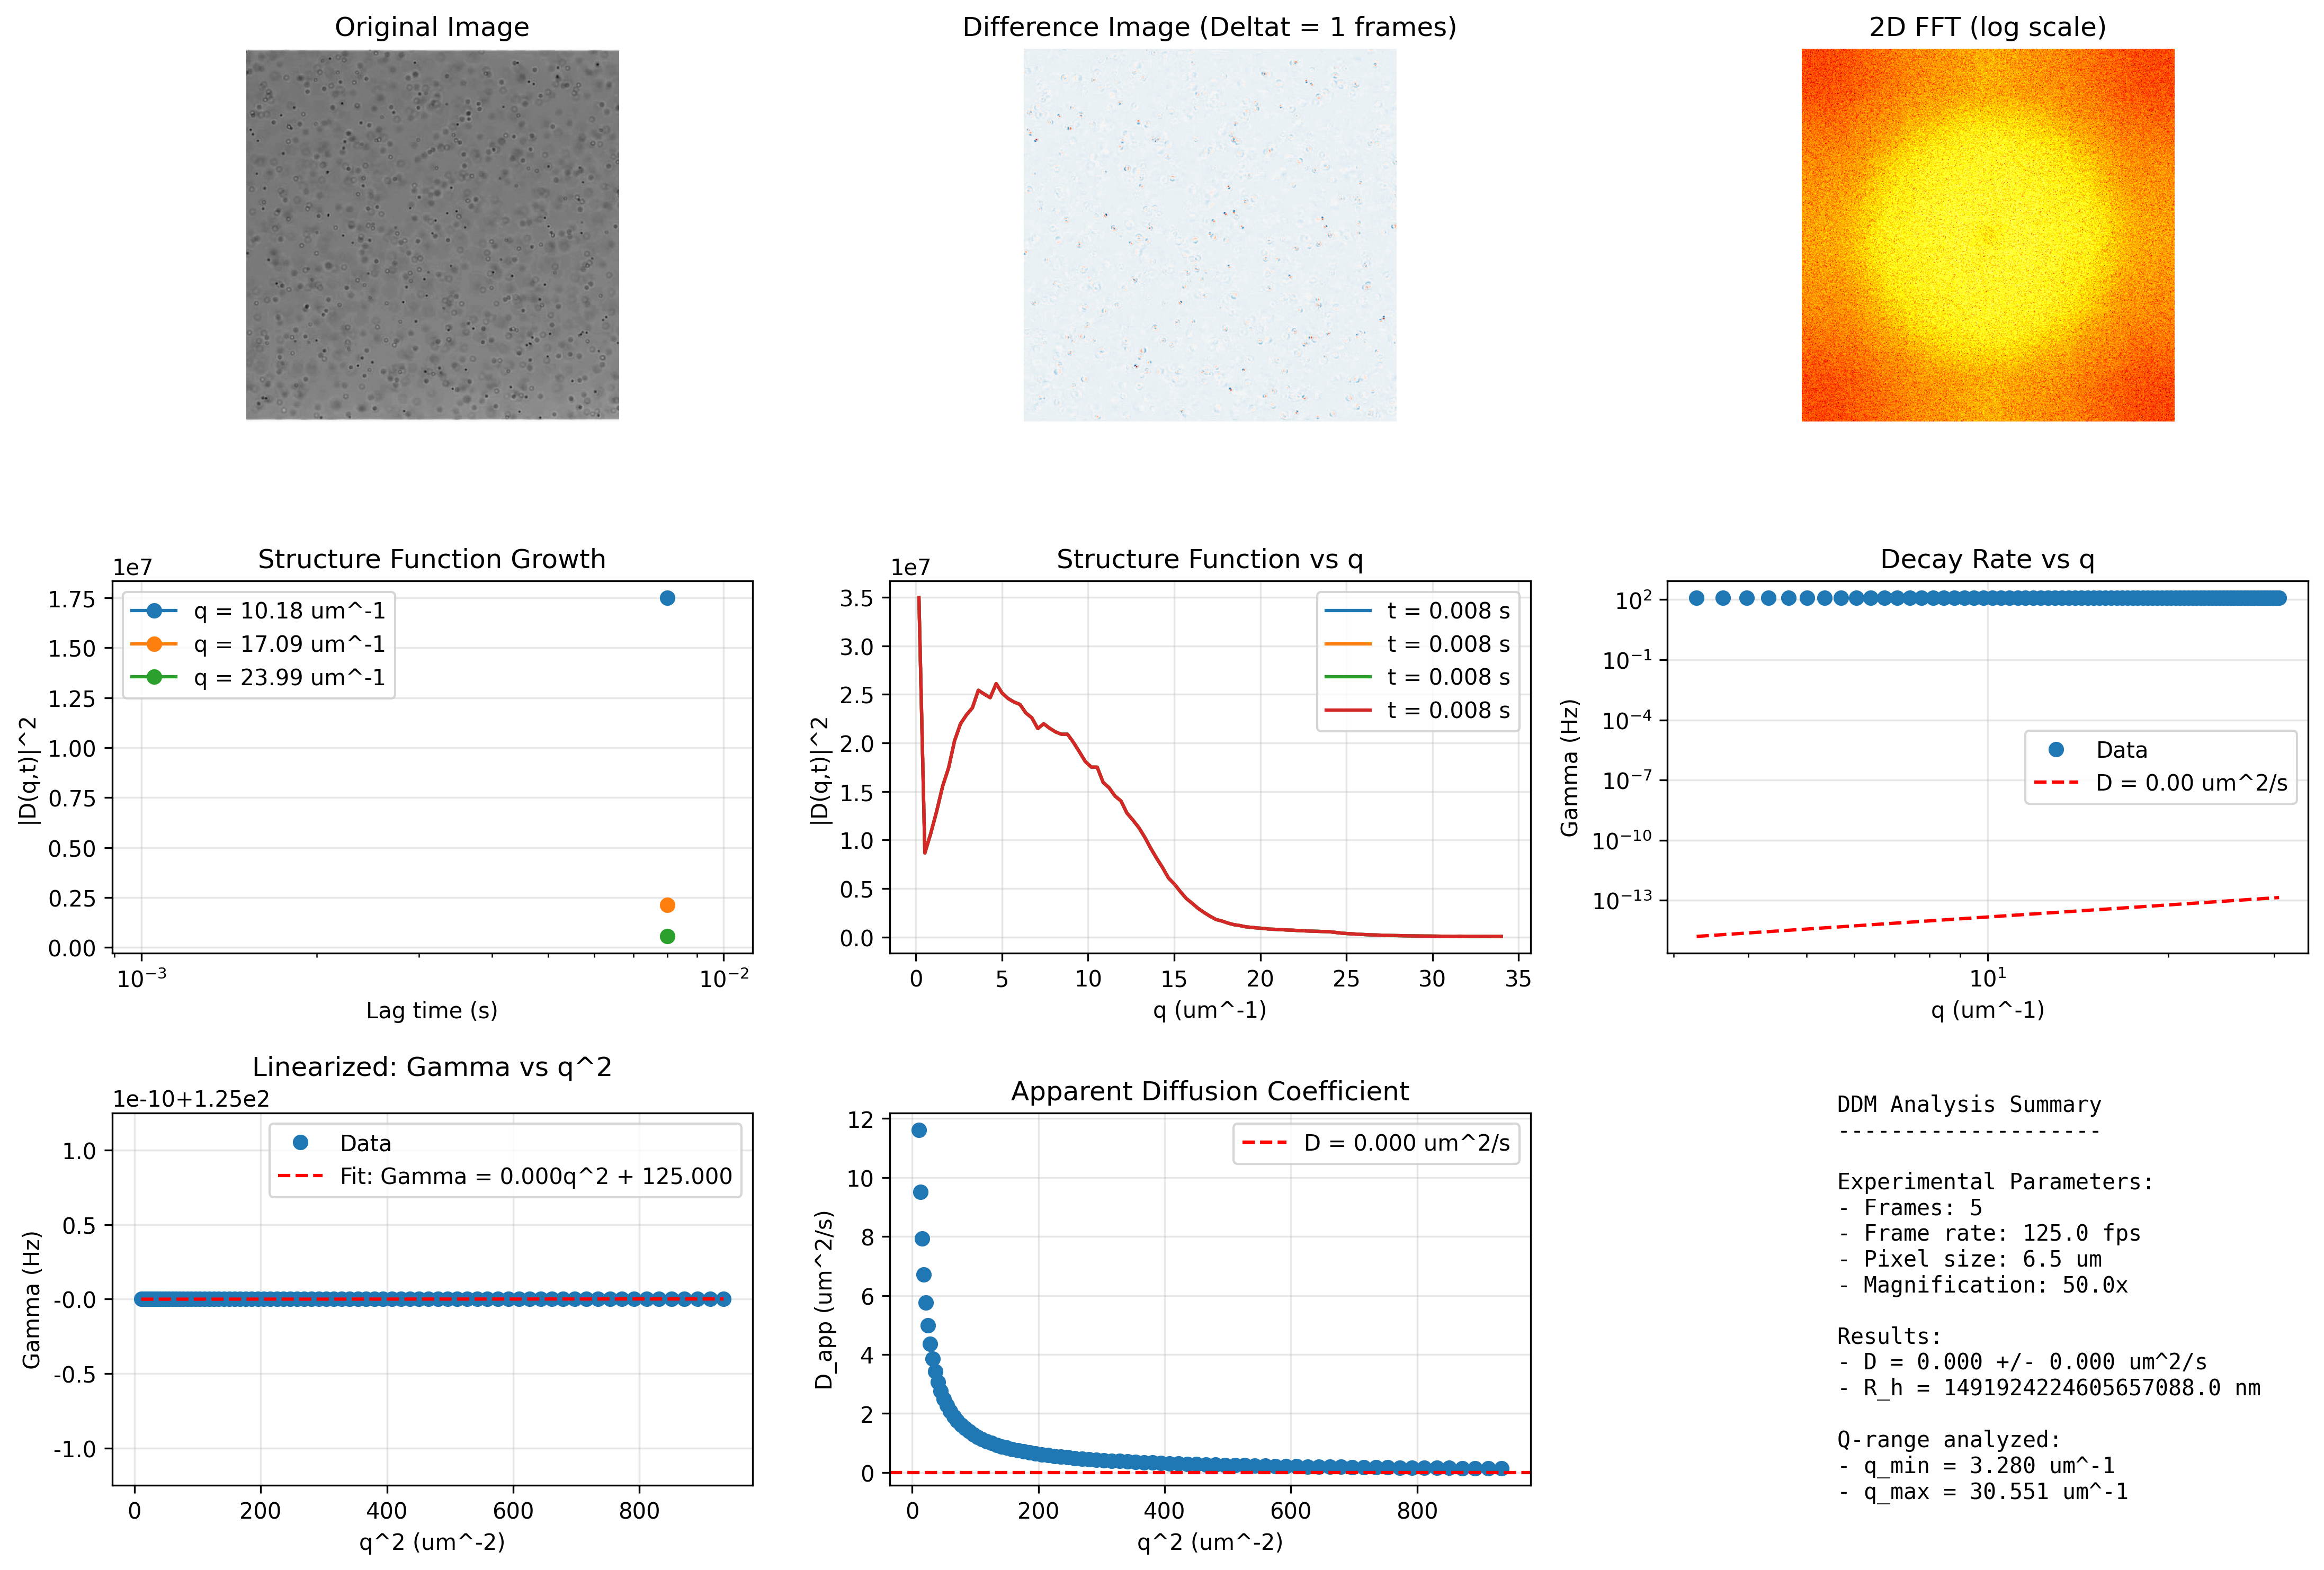 Original Image
Difference Image (Deltat = 1 frames)
2D FFT (log scale)
Structure Function Growth
1e7
1.75
1.50
1.25
1.00
0.75
0.50
0.25
0.00
|D(q,t)|^2
q = 10.18 um^-1
q = 17.09 um^-1
q = 23.99 um^-1
10^-3
10^-2
Lag time (s)
Structure Function vs q
1e7
3.5
3.0
2.5
2.0
1.5
1.0
0.5
0.0
|D(q,t)|^2
t = 0.008 s
t = 0.008 s
t = 0.008 s
t = 0.008 s
0 5 10 15 20 25 30 35
q (um^-1)
Decay Rate vs q
10^2
10^-1
10^-4
10^-7
10^-10
10^-13
Gamma (Hz)
Data
D = 0.00 um^2/s
10^1
q (um^-1)
Linearized: Gamma vs q^2
1e-10+1.25e2
1.0
0.5
-0.0
-0.5
-1.0
Gamma (Hz)
Data
Fit: Gamma = 0.000q^2 + 125.000
0 200 400 600 800
q^2 (um^-2)
Apparent Diffusion Coefficient
12
10
8
6
4
2
0
D_app (um^2/s)
D = 0.000 um^2/s
0 200 400 600 800
q^2 (um^-2)
DDM Analysis Summary
--------------------
Experimental Parameters:
- Frames: 5
- Frame rate: 125.0 fps
- Pixel size: 6.5 um
- Magnification: 50.0x
Results:
- D = 0.000 +/- 0.000 um^2/s
- R_h = 1491924224605657088.0 nm
Q-range analyzed:
- q_min = 3.280 um^-1
- q_max = 30.551 um^-1